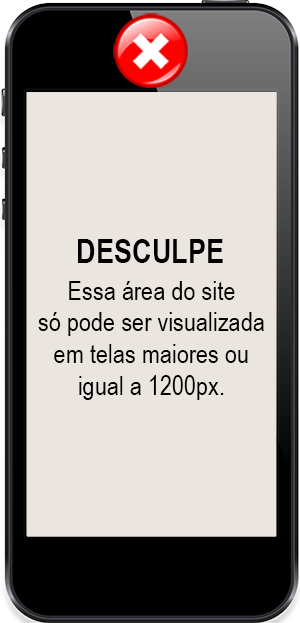 DESCULPE
Essa área do site
só pode ser visualizada
em telas maiores ou
igual a 1200px.